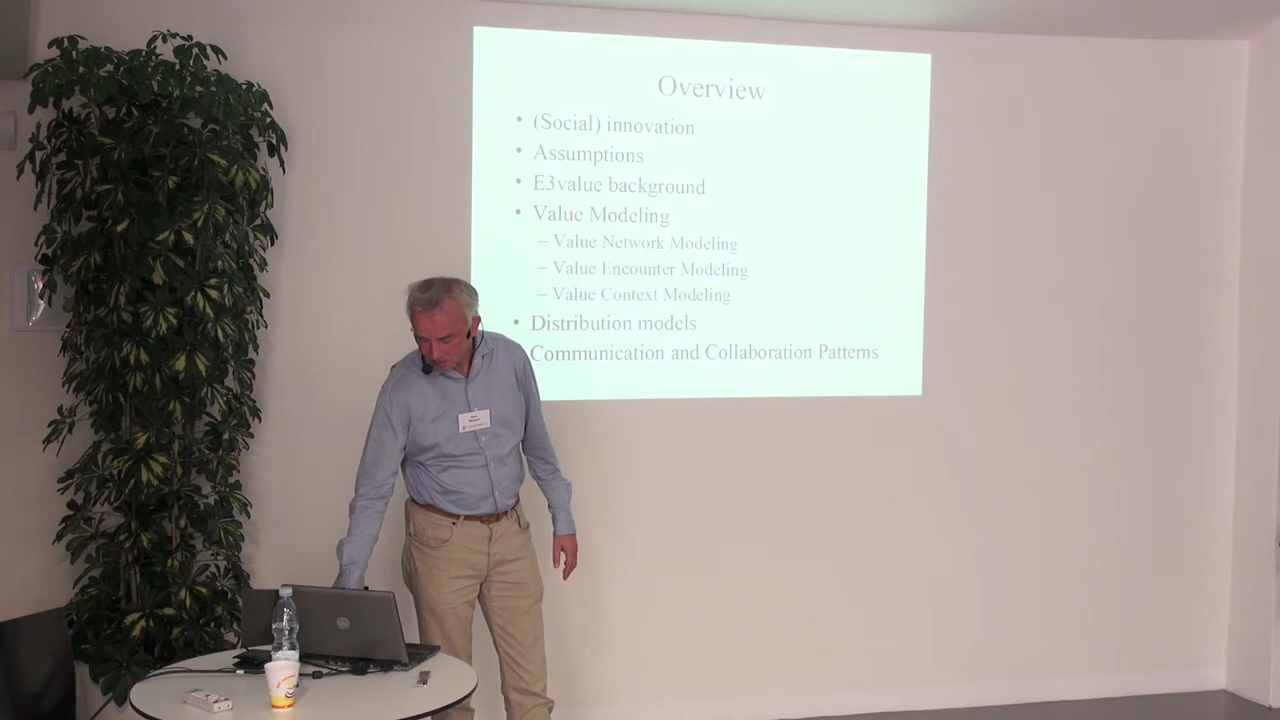 Overview
• (Social) innovation
• Assumptions
• E3value background
• Value Modeling
– Value Network Modeling
– Value Encounter Modeling
– Value Context Modeling
• Distribution models
Communication and Collaboration Patterns